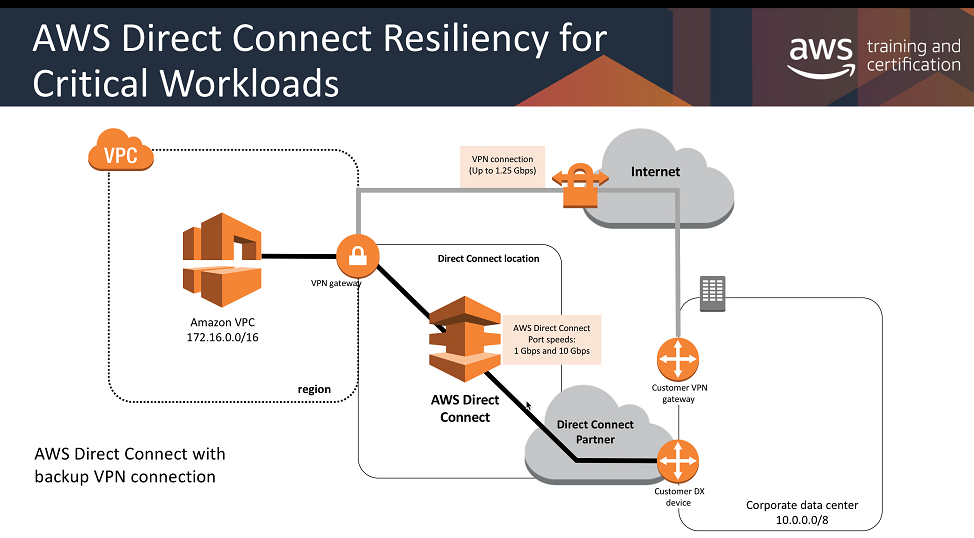 AWS Direct Connect Resiliency for
Critical Workloads
aws
training and
certification
VPC
VPN connection
(Up to 1.25 Gbps)
Internet
Direct Connect location
VPN gateway
Amazon VPC
172.16.0.0/16
AWS Direct Connect
Port speeds:
1 Gbps and 10 Gbps
region
AWS Direct
Connect
Customer VPN
gateway
Direct Connect
Partner
AWS Direct Connect with
backup VPN connection
Customer DX
device
Corporate data center
10.0.0.0/8